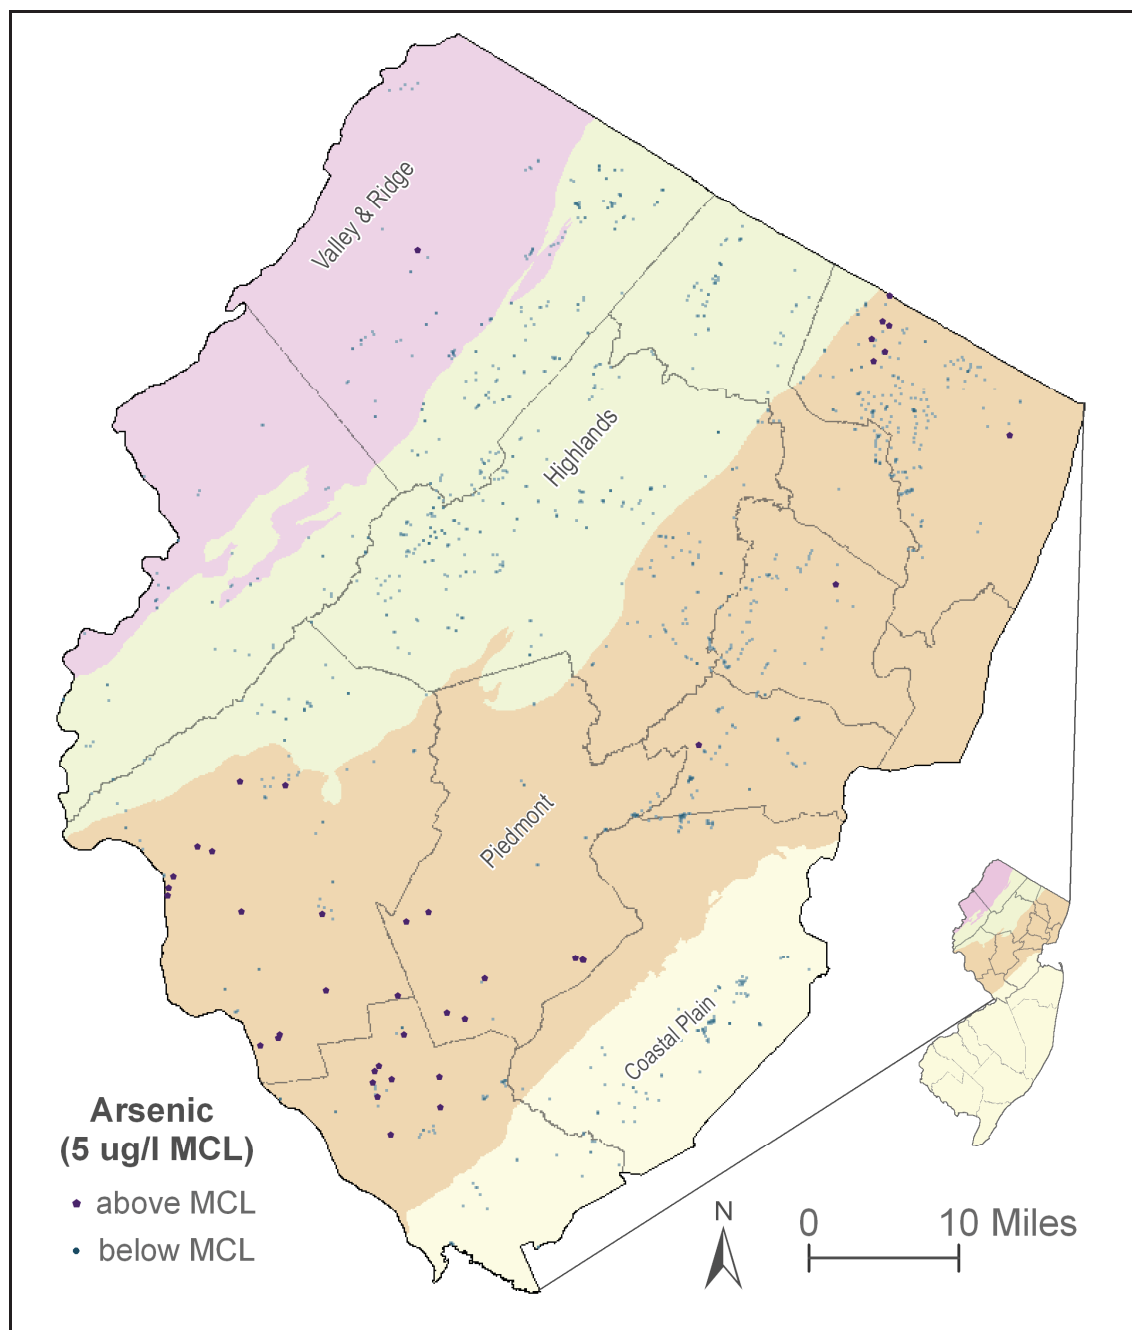 Valley & Ridge
Highlands
Piedmont
Coastal Plain
Arsenic
(5 ug/l MCL)
above MCL
below MCL
N
0 10 Miles